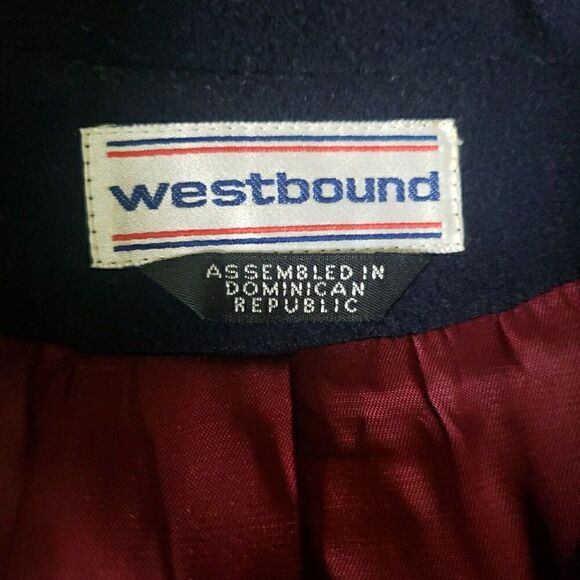 westbound
ASSEMBLED IN
DOMINICAN
REPUBLIC